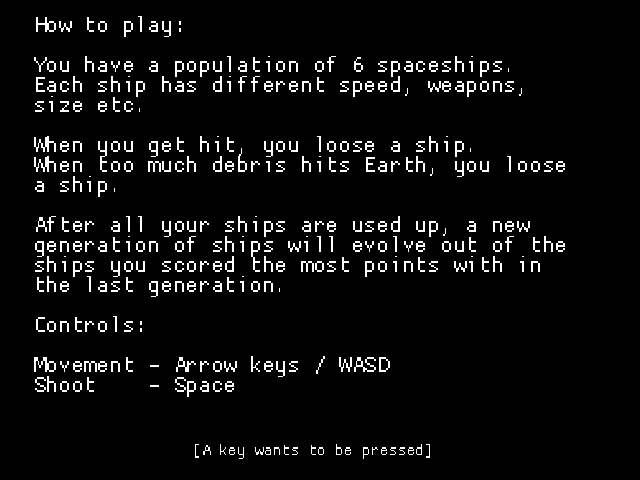 How to play:
You have a population of 6 spaceships.
Each ship has different speed, weapons,
size etc.
When you get hit, you loose a ship.
When too much debris hits Earth, you loose
a ship.
After all your ships are used up, a new
generation of ships will evolve out of the
ships you scored the most points with in
the last generation.
Controls:
Movement - Arrow keys / WASD
Shoot    - Space
[A key wants to be pressed]